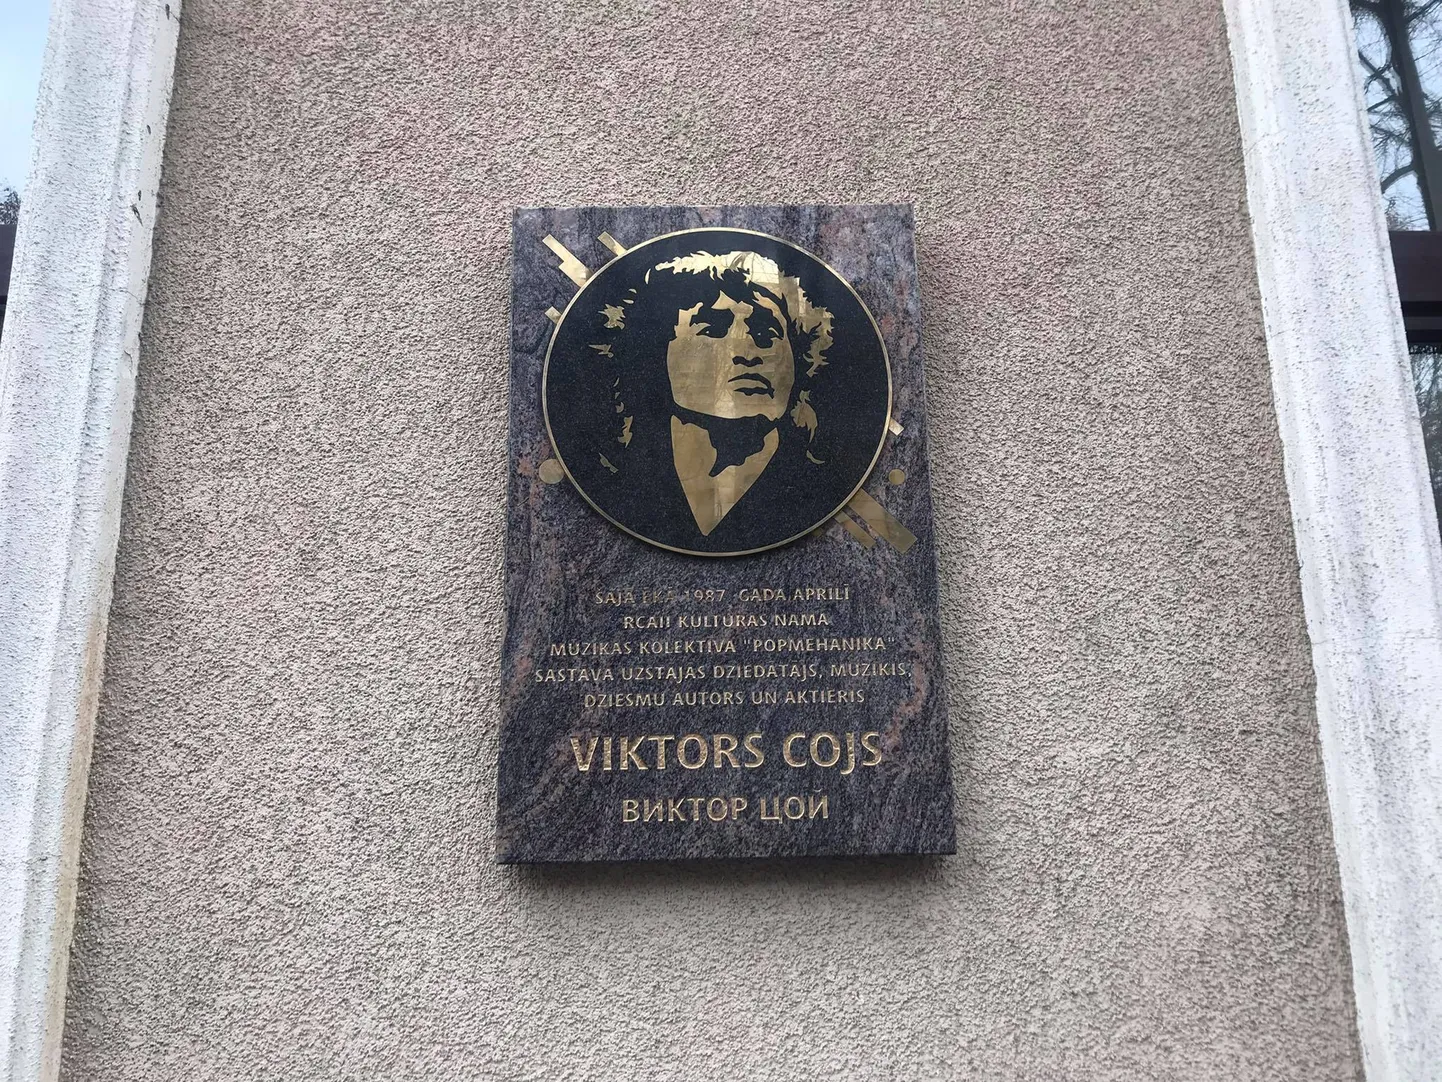 ŠAJĀ ĒKĀ 1987. GADA APRĪLĪ
RCAII KULTŪRAS NAMĀ
MŪZIKAS KOLEKTĪVA "POPMEHĀNIKA"
SASTĀVĀ UZSTĀJĀS DZIEDĀTĀJS, MŪZIĶIS,
DZIESMU AUTORS UN AKTIERIS
VIKTORS COJS
ВИКТОР ЦОЙ